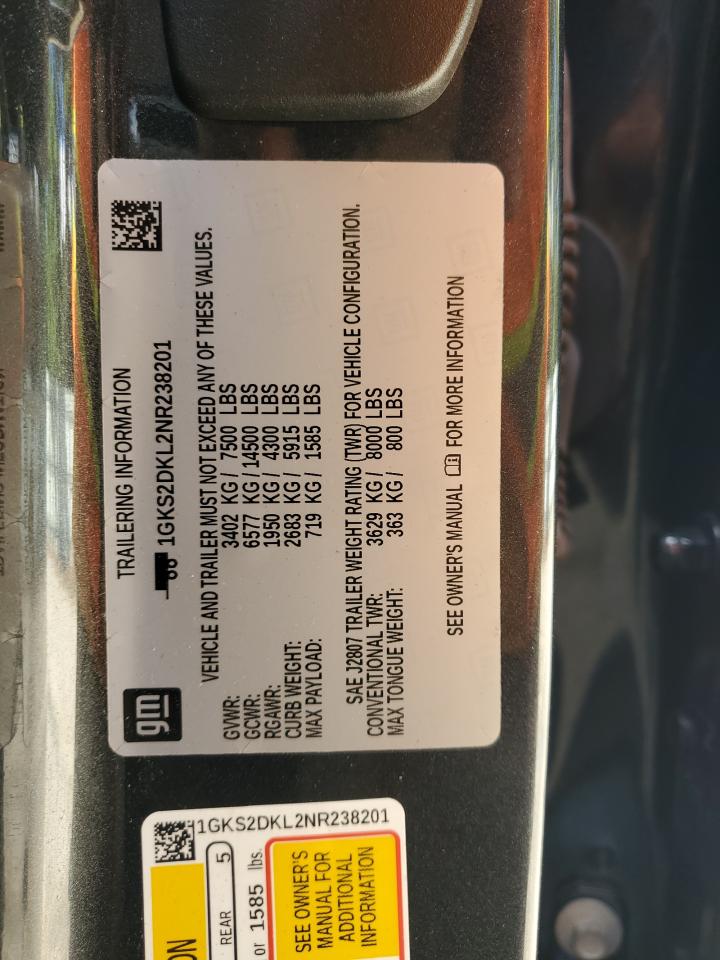 gm
TRAILERING INFORMATION
1GKS2DKL2NR238201
VEHICLE AND TRAILER MUST NOT EXCEED ANY OF THESE VALUES.
GVWR: 3402 KG / 7500 LBS
GCWR: 6577 KG / 14500 LBS
RGAWR: 1950 KG / 4300 LBS
CURB WEIGHT: 2683 KG / 5915 LBS
MAX PAYLOAD: 719 KG / 1585 LBS
SAE J2807 TRAILER WEIGHT RATING (TWR) FOR VEHICLE CONFIGURATION.
CONVENTIONAL TWR: 3629 KG / 8000 LBS
MAX TONGUE WEIGHT: 363 KG / 800 LBS
SEE OWNER'S MANUAL FOR MORE INFORMATION
1GKS2DKL2NR238201
REAR 5
or 1585 lbs.
SEE OWNER'S
MANUAL FOR
ADDITIONAL
INFORMATION